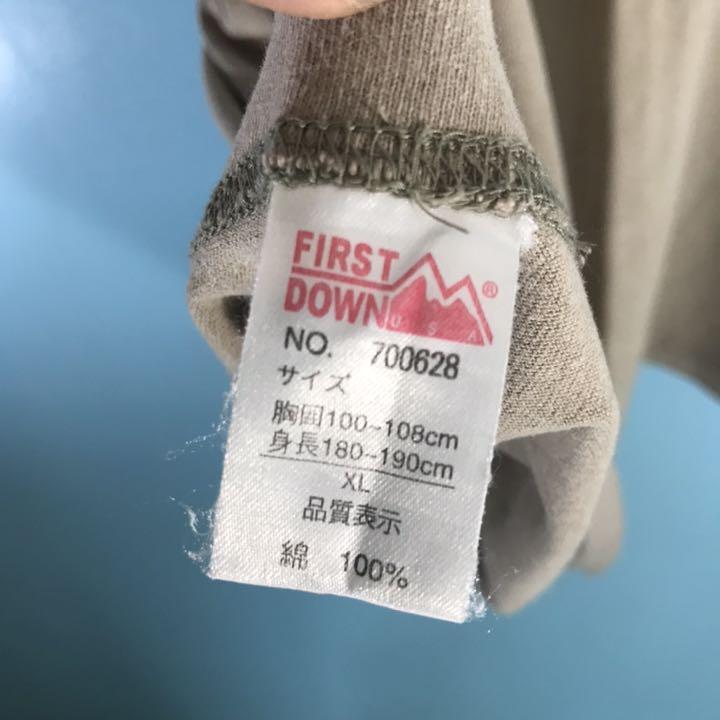 FIRST
DOWN
USA
®
NO. 700628
サイズ
胸囲100~108cm
身長180~190cm
XL
品質表示
綿 100%